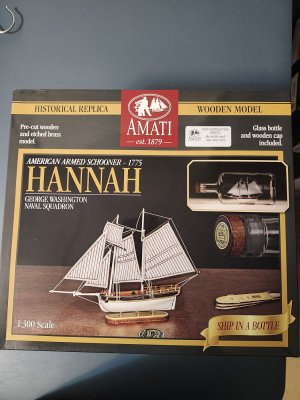 HISTORICAL REPLICA
AMATI
est. 1879
WOODEN MODEL
Pre-cut wooden
and etched brass
model.
Glass bottle
and wooden cap
included.
AMERICAN ARMED SCHOONER - 1775
HANNAH
GEORGE WASHINGTON
NAVAL SQUADRON
1:300 Scale
SHIP IN A BOTTLE